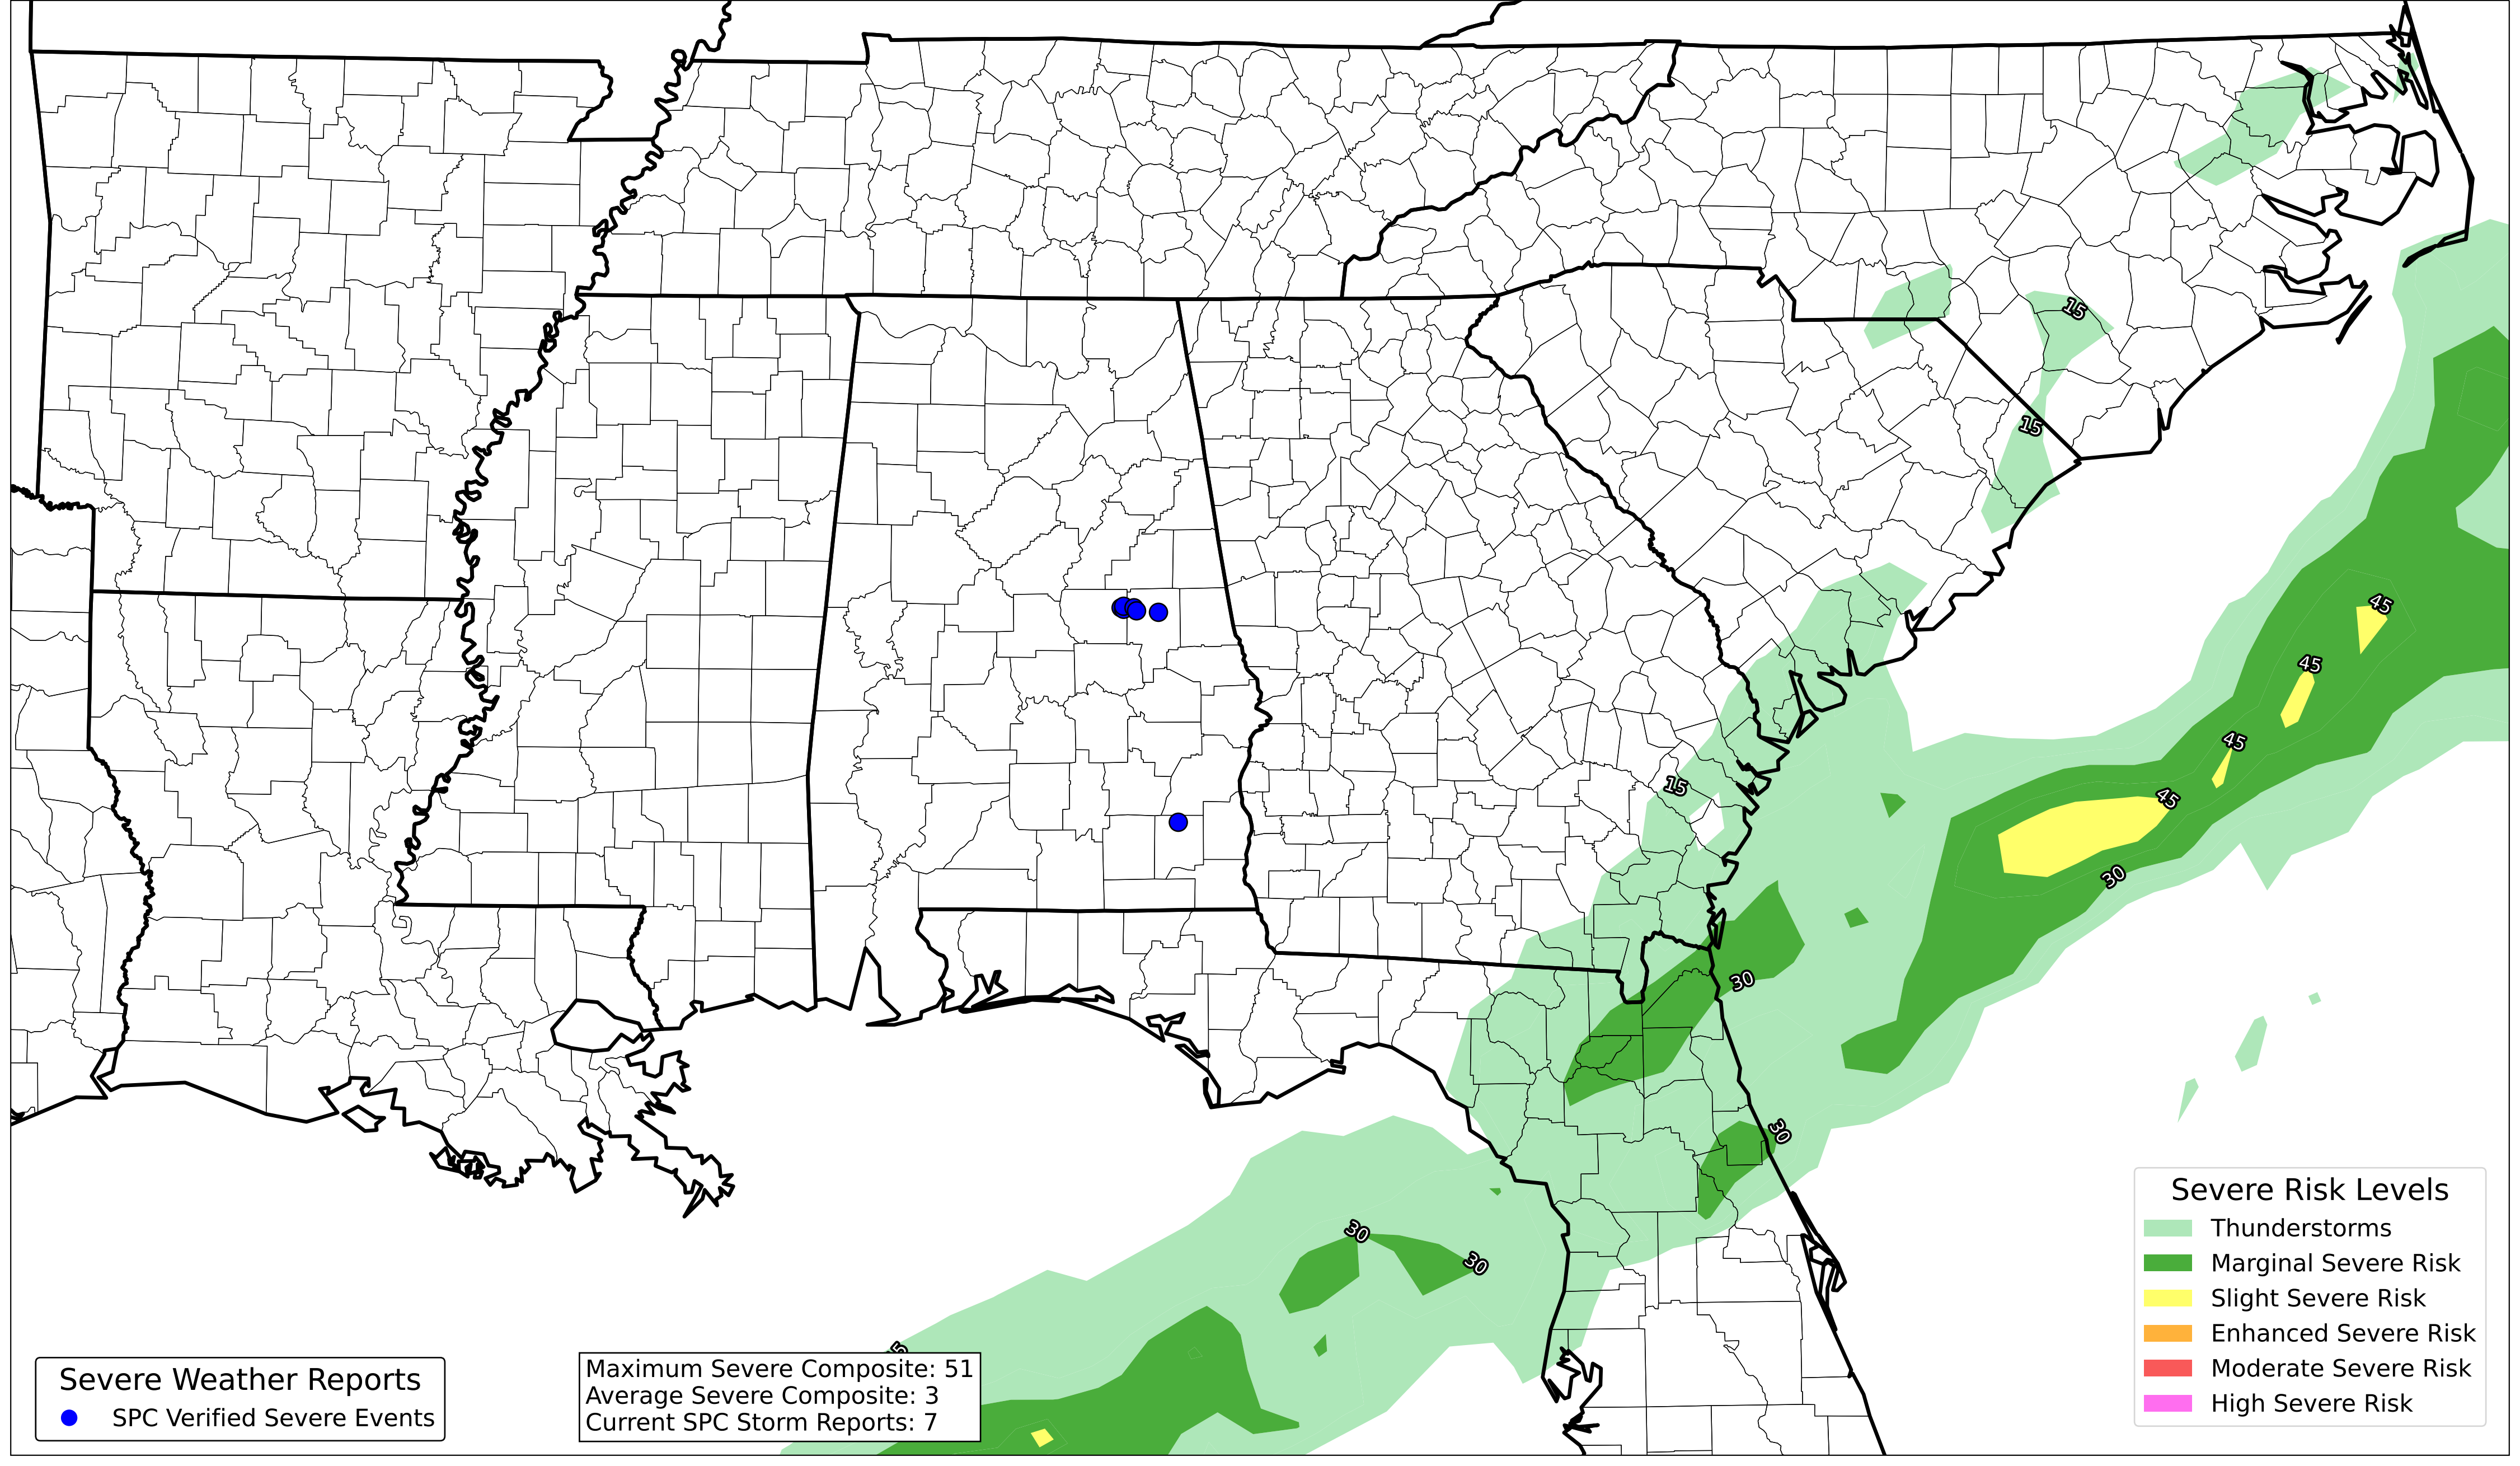 15
15
45
45
45
15
45
30
30
30
30
30
Severe Weather Reports
SPC Verified Severe Events
Maximum Severe Composite: 51
Average Severe Composite: 3
Current SPC Storm Reports: 7
Severe Risk Levels
Thunderstorms
Marginal Severe Risk
Slight Severe Risk
Enhanced Severe Risk
Moderate Severe Risk
High Severe Risk